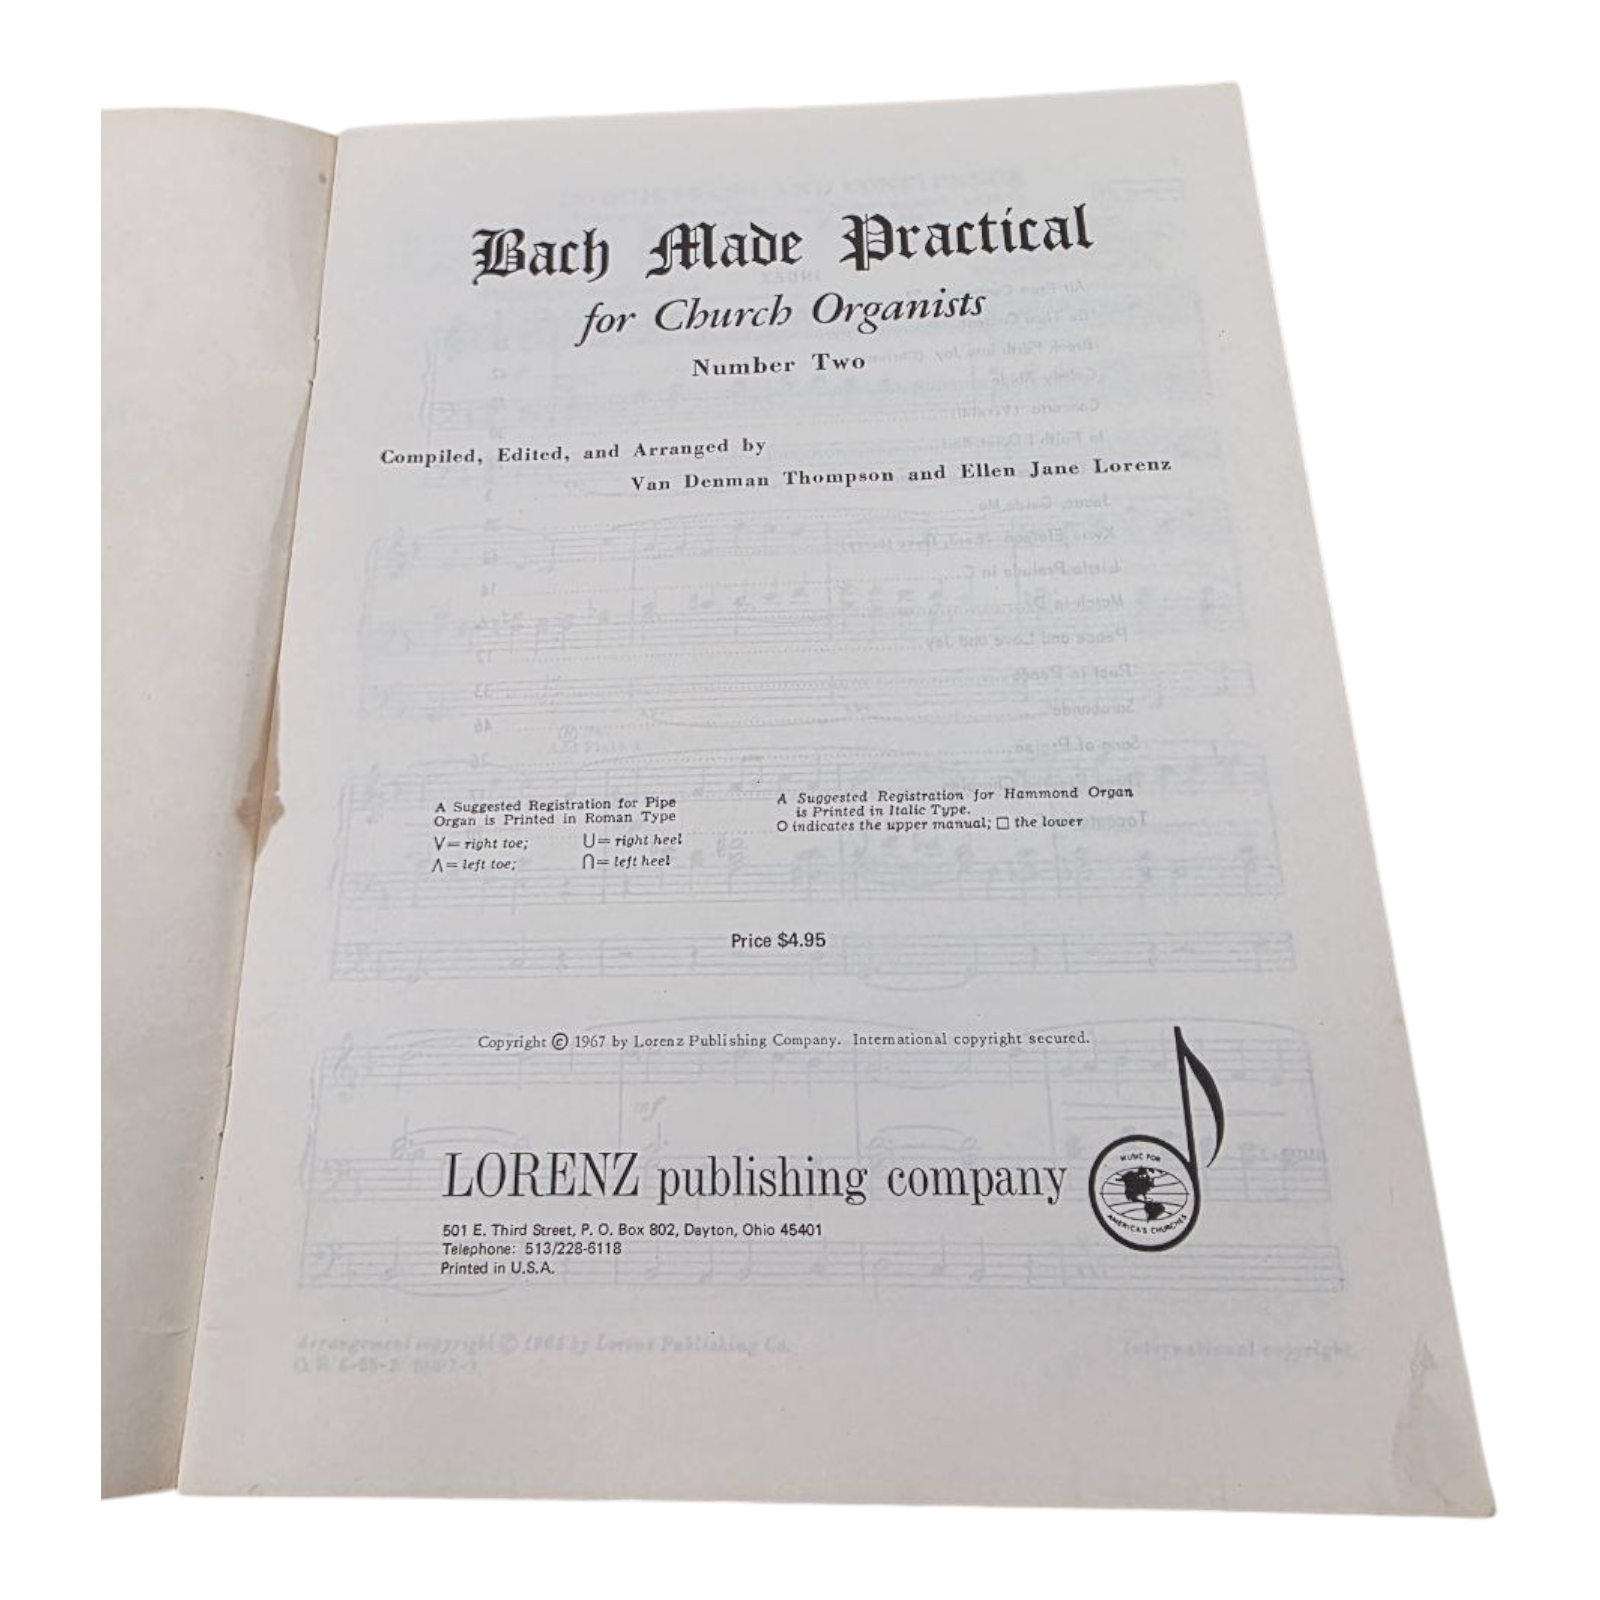 Bach Made Practical
for Church Organists
Number Two
Compiled, Edited, and Arranged by
Van Denman Thompson and Ellen Jane Lorenz
A Suggested Registration for Pipe
Organ is Printed in Roman Type
V= right toe; U= right heel
Λ= left toe; ∩= left heel
A Suggested Registration for Hammond Organ
is Printed in Italic Type.
O indicates the upper manual; □ the lower
Price $4.95
Copyright © 1967 by Lorenz Publishing Company. International copyright secured.
LORENZ publishing company
MUSIC FOR
AMERICA'S CHURCHES
501 E. Third Street, P. O. Box 802, Dayton, Ohio 45401
Telephone: 513/228-6118
Printed in U.S.A.